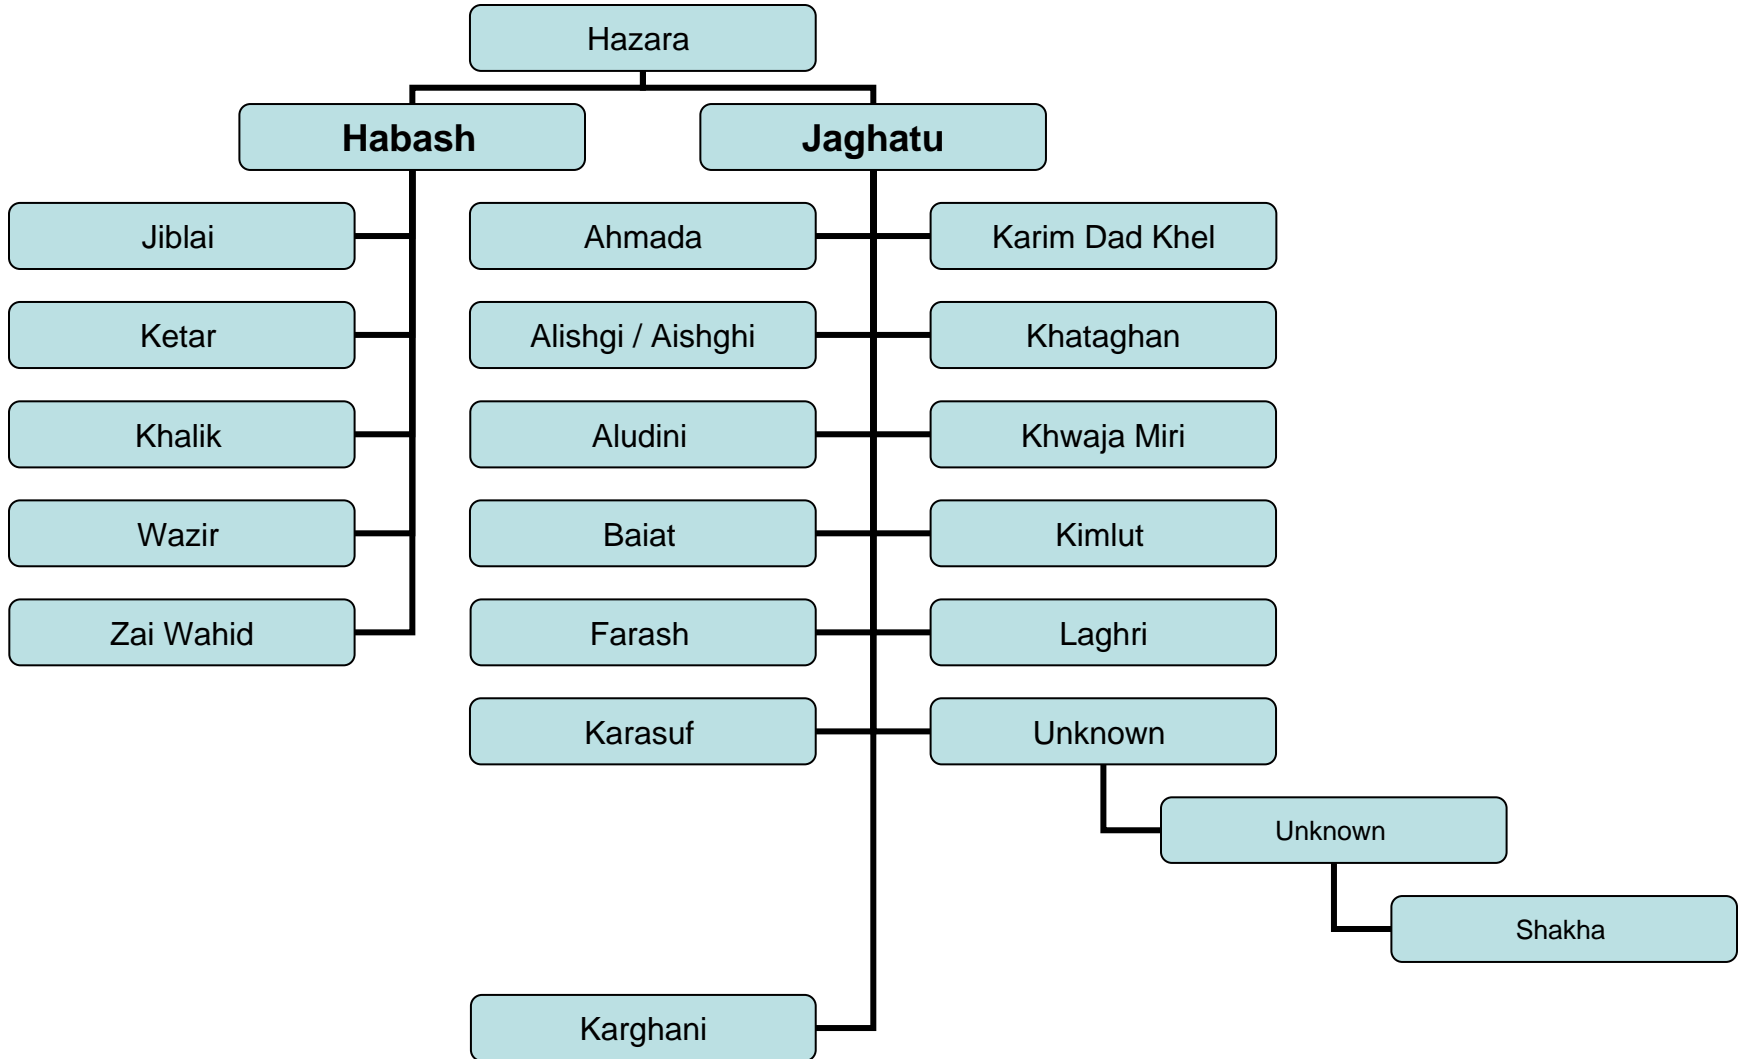 Hazara
Habash
Jaghatu
Jiblai
Ahmada
Karim Dad Khel
Ketar
Alishgi / Aishghi
Khataghan
Khalik
Aludini
Khwaja Miri
Wazir
Baiat
Kimlut
Zai Wahid
Farash
Laghri
Karasuf
Unknown
Unknown
Shakha
Karghani